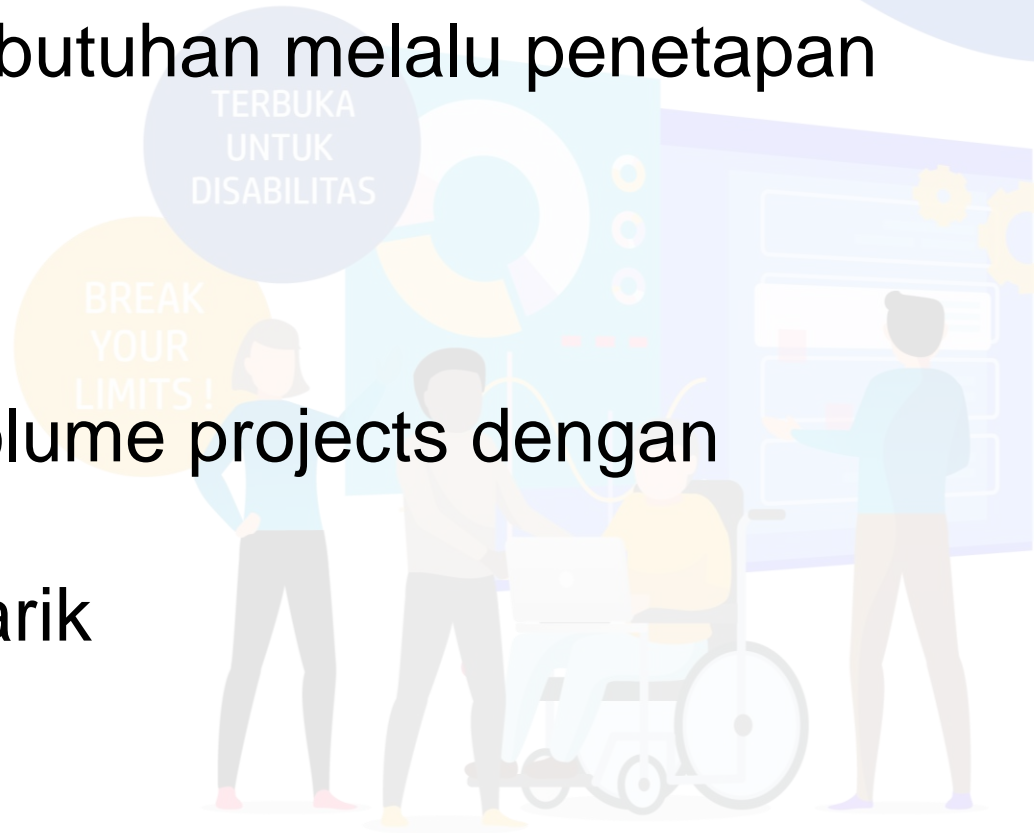 butuhan melalu penetapan
TERBUKA
UNTUK
DISABILITAS
BREAK
YOUR
LIMITS !
lume projects dengan
arik